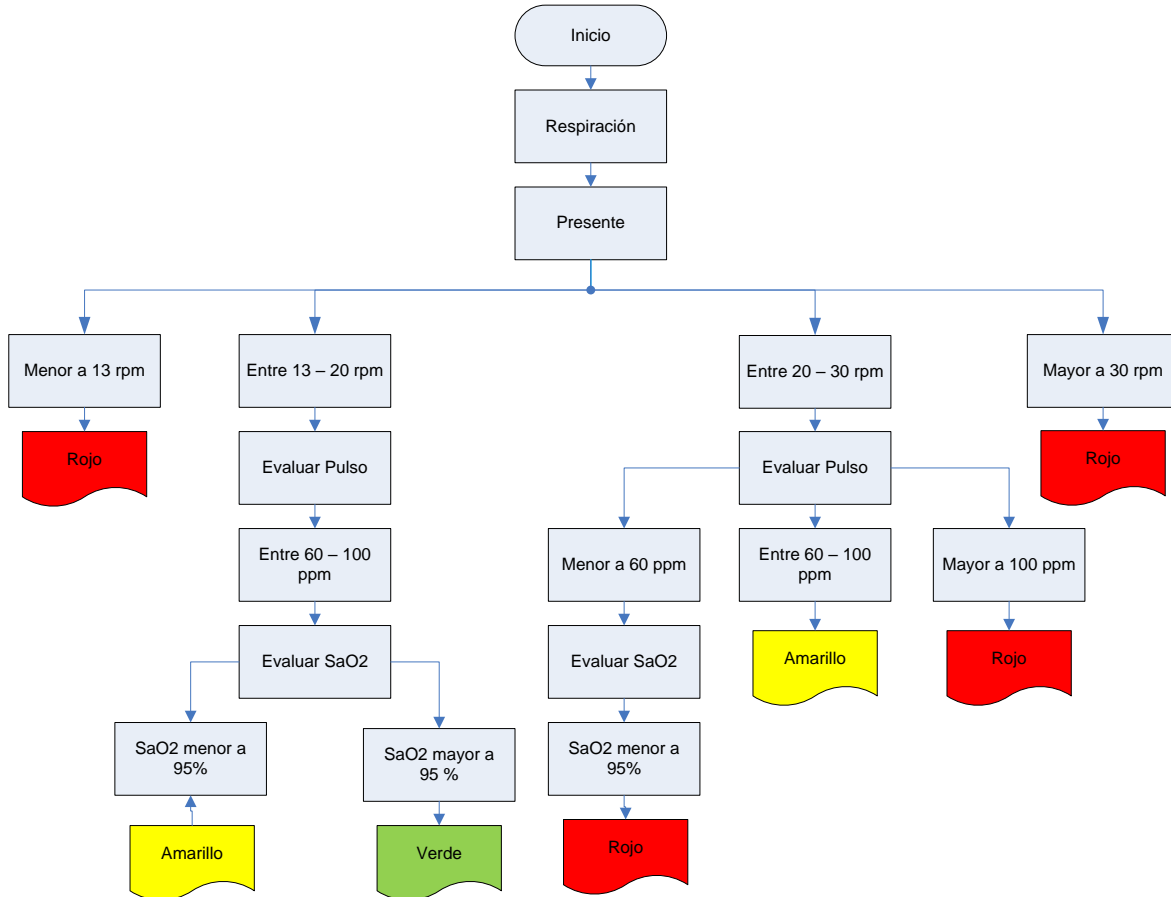 Inicio
Respiración
Presente
Menor a 13 rpm
Entre 13 – 20 rpm
Entre 20 – 30 rpm
Mayor a 30 rpm
Rojo
Evaluar Pulso
Evaluar Pulso
Rojo
Entre 60 – 100
ppm
Menor a 60 ppm
Entre 60 – 100
ppm
Mayor a 100 ppm
Evaluar SaO2
Evaluar SaO2
Amarillo
Rojo
SaO2 menor a
95%
SaO2 mayor a
95 %
SaO2 menor a
95%
Amarillo
Verde
Rojo